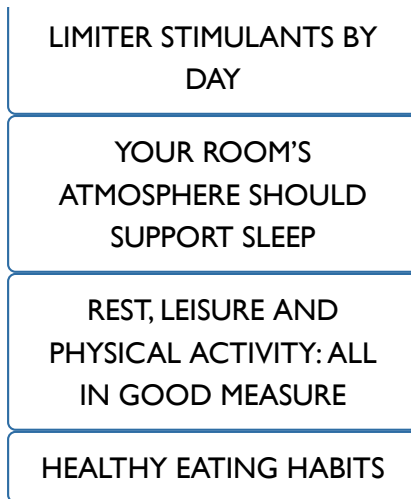 LIMITER STIMULANTS BY
DAY
YOUR ROOM'S
ATMOSPHERE SHOULD
SUPPORT SLEEP
REST, LEISURE AND
PHYSICAL ACTIVITY: ALL
IN GOOD MEASURE
HEALTHY EATING HABITS